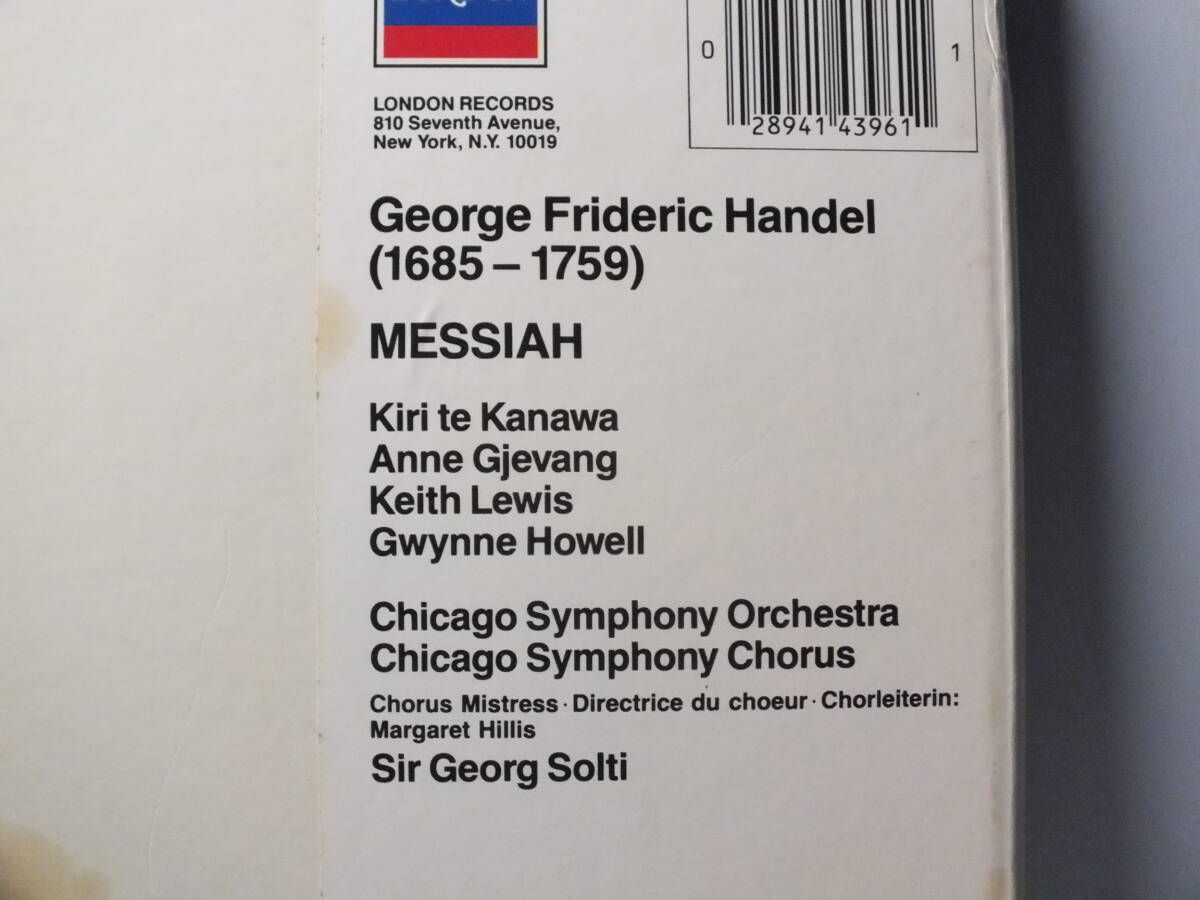 0 28941 43961 1
LONDON RECORDS
810 Seventh Avenue,
New York, N.Y. 10019
George Frideric Handel
(1685 – 1759)
MESSIAH
Kiri te Kanawa
Anne Gjevang
Keith Lewis
Gwynne Howell
Chicago Symphony Orchestra
Chicago Symphony Chorus
Chorus Mistress · Directrice du choeur · Chorleiterin:
Margaret Hillis
Sir Georg Solti